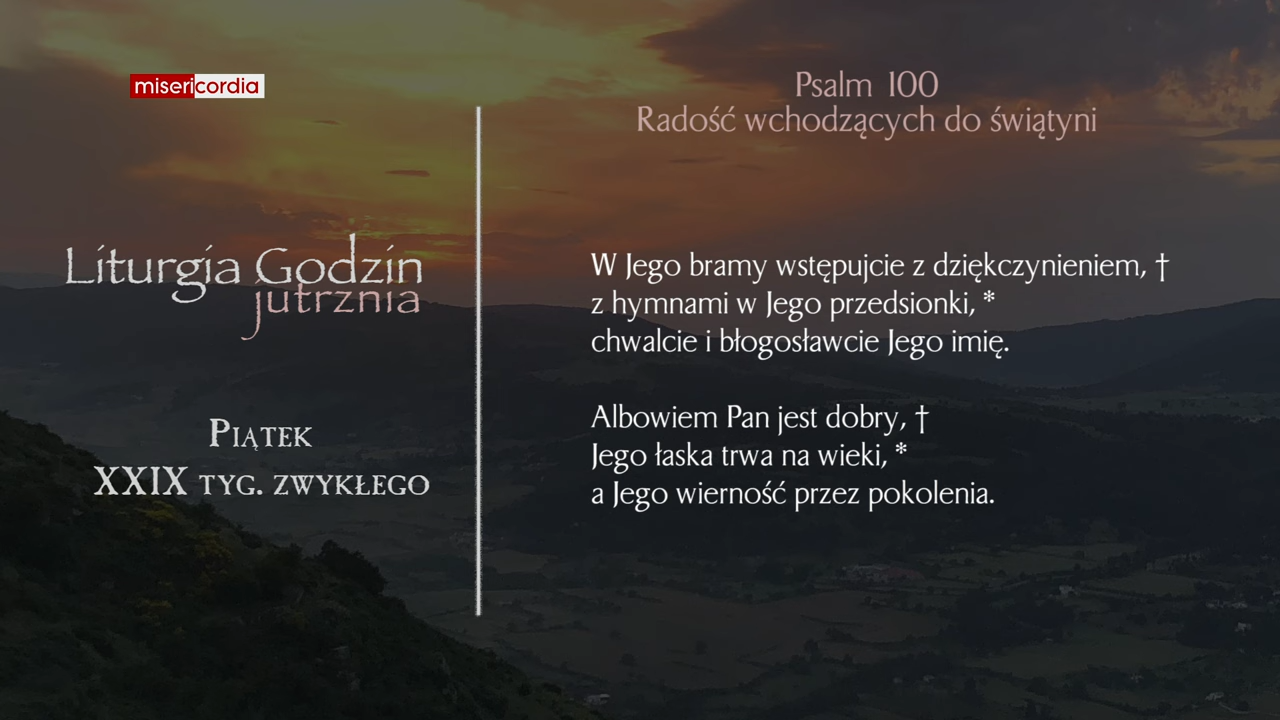 misericordia
Liturgia Godzin
jutrznia
Piątek
XXIX tyg. zwykłego
Psalm 100
Radość wchodzących do świątyni
W Jego bramy wstępujcie z dziękczynieniem, †
z hymnami w Jego przedsionki, *
chwalcie i błogosławcie Jego imię.
Albowiem Pan jest dobry, †
Jego łaska trwa na wieki, *
a Jego wierność przez pokolenia.